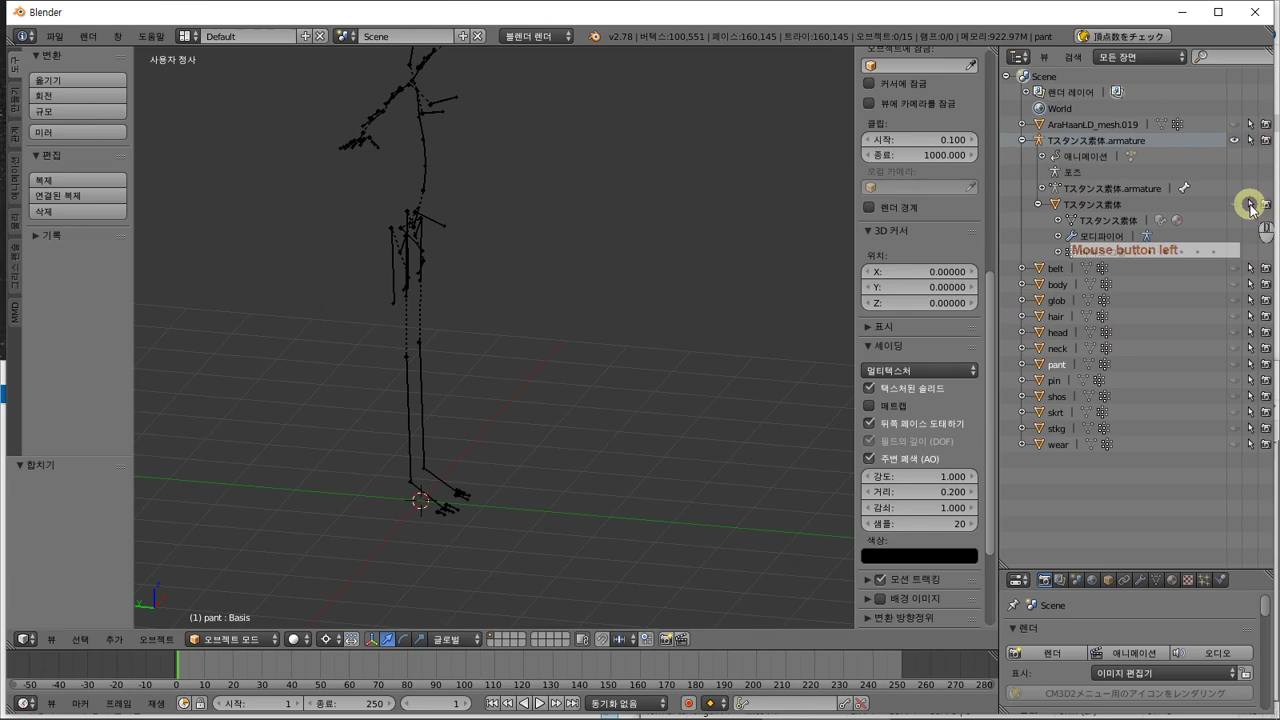 Blender
파일
렌더
창
도움말
Default
Scene
블렌더 렌더
v2.78 | 버텍스:100,551 | 페이스:160,145 | 트라이:160,145 | 오브젝트:0/15 | 램프:0/0 | 메모리:922.97M | pant
頂点数をチェック
도구
만들기
관계
애니메이션
MMD
변환
옮기기
회전
규모
미러
편집
복제
연결된 복제
삭제
기록
합치기
사용자 정사
(1) pant : Basis
오브젝트에 잠금:
커서에 잠금
뷰에 카메라를 잠금
클립:
시작: 0.100
종료: 1000.000
로컬 카메라:
렌더 경계
3D 커서
위치:
X: 0.00000
Y: 0.00000
Z: 0.00000
표시
셰이딩
멀티텍스처
택스처된 솔리드
매트캡
뒤쪽 페이스 도태하기
필드의 깊이 (DOF)
주변 폐색 (AO)
강도: 1.000
거리: 0.200
감쇠: 1.000
샘플: 20
색상:
모션 트랙킹
배경 이미지
변환 방향정위
뷰
검색
모든 장면
Scene
렌더 레이어
World
AraHaanLD_mesh.019
Tスタンス素体.armature
애니메이션
포즈
Tスタンス素体.armature
Tスタンス素体
Tスタンス素体
모디파이어
Mouse button left
belt
body
glob
hair
head
neck
pant
pin
shos
skrt
stkg
wear
Scene
렌더
렌더
애니메이션
오디오
표시:
이미지 편집기
CM3D2メニュー用のアイコンをレンダリング
뷰
선택
추가
오브젝트
오브젝트 모드
글로벌
-50 -40 -30 -20 -10 0 10 20 30 40 50 60 70 80 90 100 110 120 130 140 150 160 170 180 190 200 210 220 230 240 250 260 270 280
뷰
마커
프레임
재생
시작: 1
종료: 250
1
동기화 없음